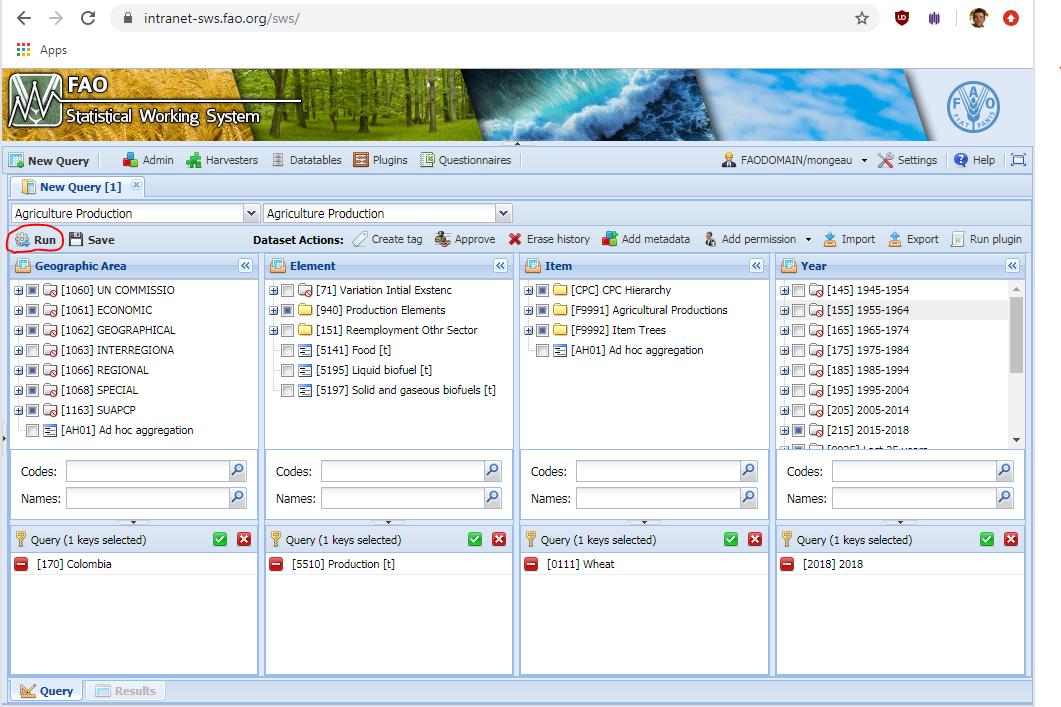 intranet-sws.fao.org/sws/
Apps
FAO
Statistical Working System
FAO
FIAT PANIS
New Query Admin Harvesters Datatables Plugins Questionnaires FAODOMAIN/mongeau Settings Help
New Query [1]
Agriculture Production Agriculture Production
Run Save Dataset Actions: Create tag Approve Erase history Add metadata Add permission Import Export Run plugin
Geographic Area
[1060] UN COMMISSIO
[1061] ECONOMIC
[1062] GEOGRAPHICAL
[1063] INTERREGIONA
[1066] REGIONAL
[1068] SPECIAL
[1163] SUAPCP
[AH01] Ad hoc aggregation
Codes:
Names:
Query (1 keys selected)
[170] Colombia
Element
[71] Variation Intial Existenc
[940] Production Elements
[151] Reemployment Othr Sector
[5141] Food [t]
[5195] Liquid biofuel [t]
[5197] Solid and gaseous biofuels [t]
Codes:
Names:
Query (1 keys selected)
[5510] Production [t]
Item
[CPC] CPC Hierarchy
[F9991] Agricultural Productions
[F9992] Item Trees
[AH01] Ad hoc aggregation
Codes:
Names:
Query (1 keys selected)
[0111] Wheat
Year
[145] 1945-1954
[155] 1955-1964
[165] 1965-1974
[175] 1975-1984
[185] 1985-1994
[195] 1995-2004
[205] 2005-2014
[215] 2015-2018
Codes:
Names:
Query (1 keys selected)
[2018] 2018
Query Results